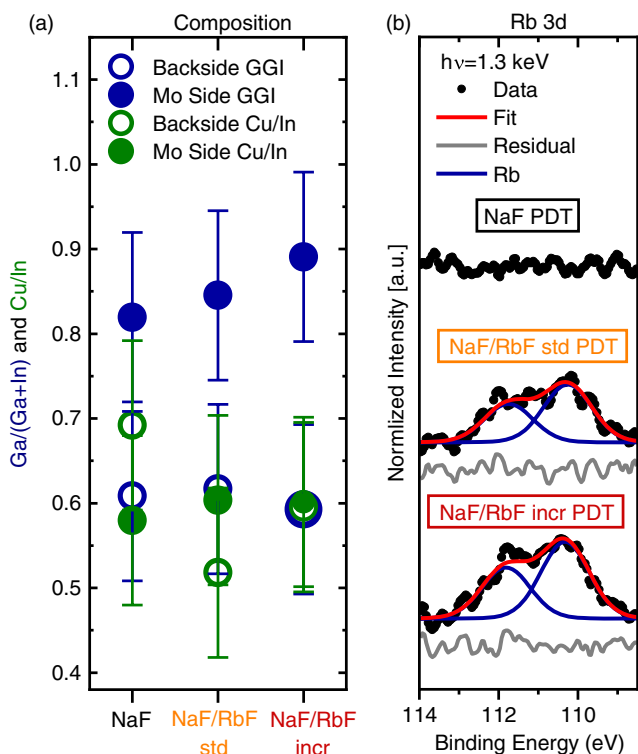 (a)
Composition
Ga/(Ga+In) and Cu/In
1.1
1.0
0.9
0.8
0.7
0.6
0.5
0.4
Backside GGI
Mo Side GGI
Backside Cu/In
Mo Side Cu/In
NaF
NaF/RbF
std
NaF/RbF
incr
(b)
Rb 3d
Normlized Intensity [a.u.]
hν=1.3 keV
Data
Fit
Residual
Rb
NaF PDT
NaF/RbF std PDT
NaF/RbF incr PDT
114
112
110
Binding Energy (eV)